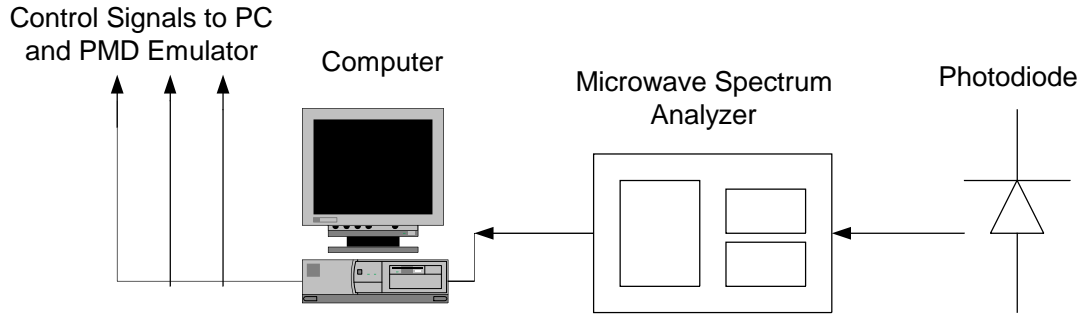 Control Signals to PC
and PMD Emulator
Computer
Microwave Spectrum
Analyzer
Photodiode